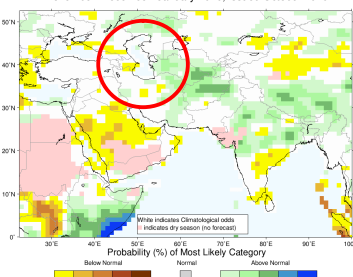 50°N
40°N
30°N
20°N
10°N
0°
White indicates Climatological odds
indicates dry season (no forecast)
30°E 40°E 50°E 60°E 70°E 80°E 90°E 100
Probability (%) of Most Likely Category
Below Normal Normal Above Normal